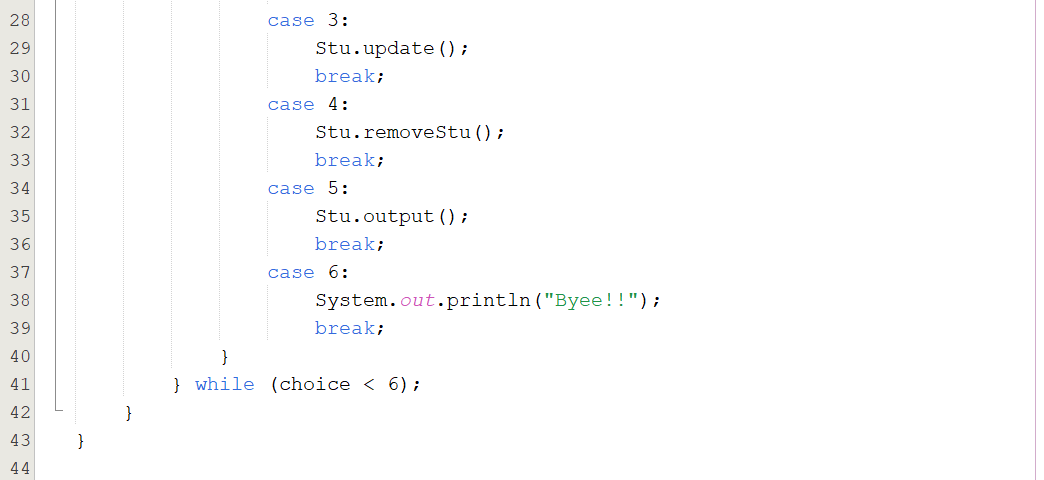 28 case 3:
29 Stu.update();
30 break;
31 case 4:
32 Stu.removeStu();
33 break;
34 case 5:
35 Stu.output();
36 break;
37 case 6:
38 System.out.println("Byee!!");
39 break;
40 }
41 } while (choice < 6);
42 }
43 }
44